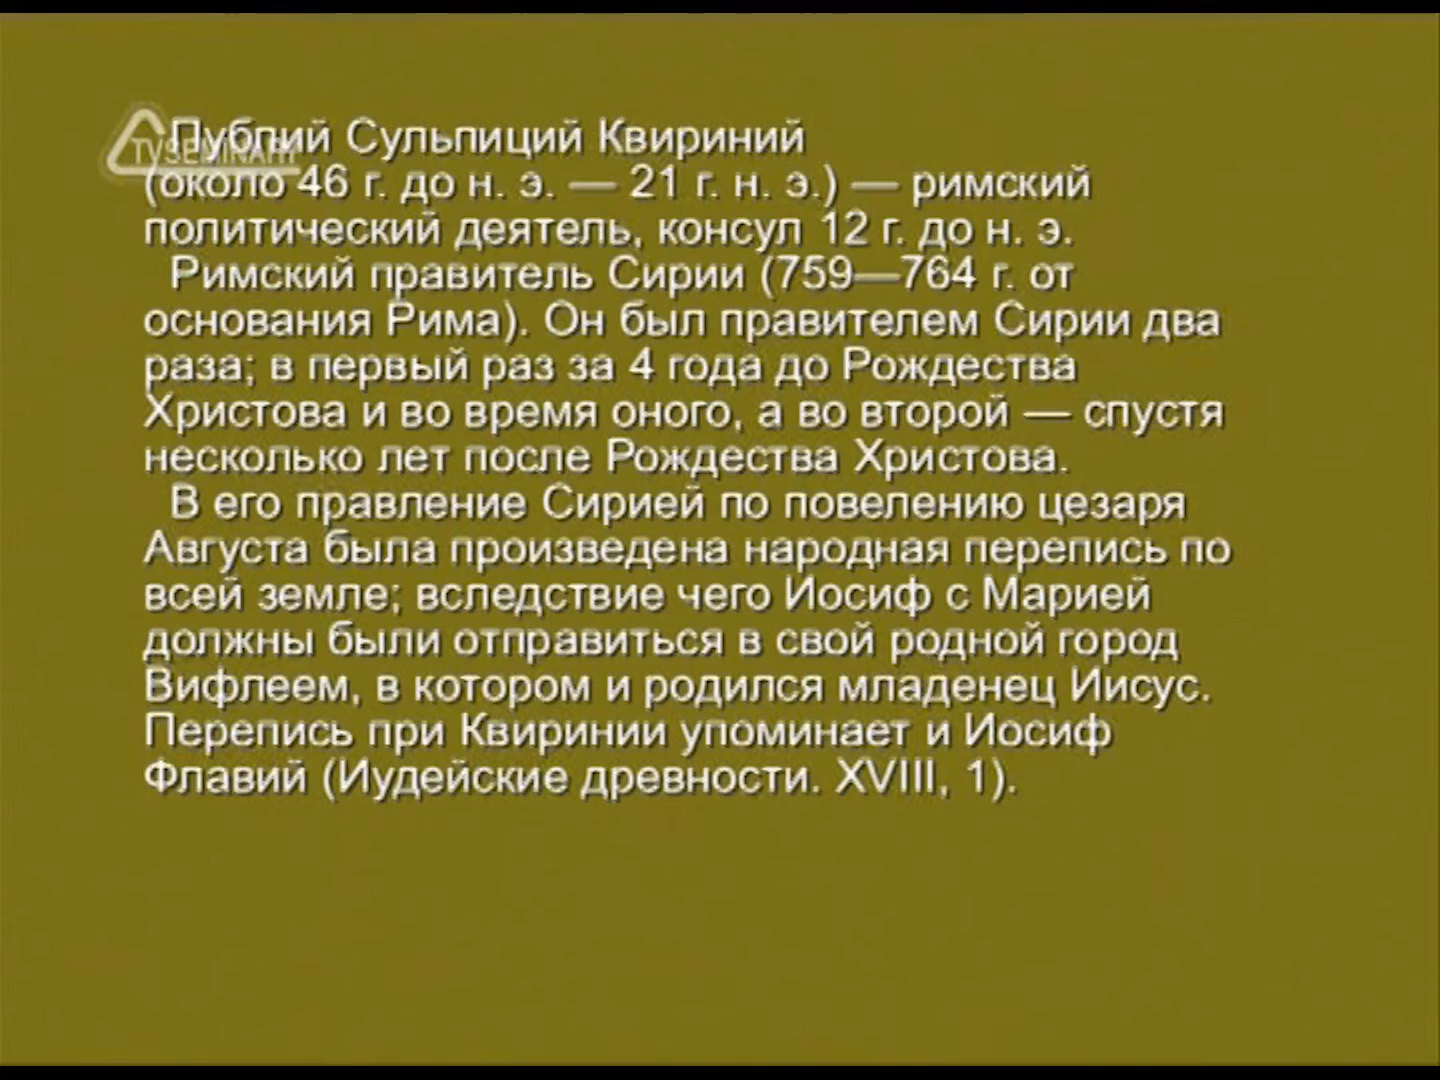 TVSEMINARY
Публий Сульпиций Квириний
(около 46 г. до н. э. — 21 г. н. э.) — римский
политический деятель, консул 12 г. до н. э.
Римский правитель Сирии (759—764 г. от
основания Рима). Он был правителем Сирии два
раза; в первый раз за 4 года до Рождества
Христова и во время оного, а во второй — спустя
несколько лет после Рождества Христова.
В его правление Сирией по повелению цезаря
Августа была произведена народная перепись по
всей земле; вследствие чего Иосиф с Марией
должны были отправиться в свой родной город
Вифлеем, в котором и родился младенец Иисус.
Перепись при Квиринии упоминает и Иосиф
Флавий (Иудейские древности. XVIII, 1).